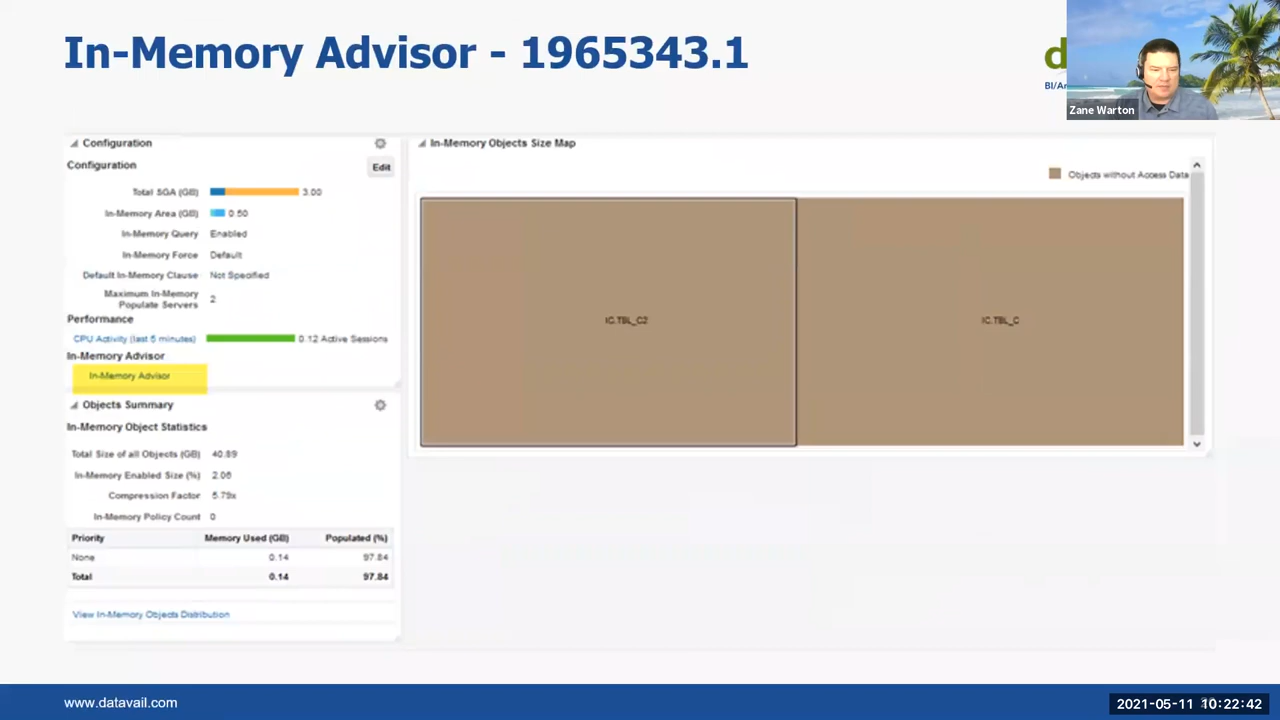 In-Memory Advisor - 1965343.1
d
BI/An
Zane Warton
Configuration
Configuration
Edit
Total SGA (GB) 3.00
In-Memory Area (GB) 0.50
In-Memory Query Enabled
In-Memory Force Default
Default In-Memory Clause Not Specified
Maximum In-Memory
Populate Servers 2
Performance
CPU Activity (last 5 minutes) 0.12 Active Sessions
In-Memory Advisor
In-Memory Advisor
Objects Summary
In-Memory Object Statistics
Total Size of all Objects (GB) 40.89
In-Memory Enabled Size (%) 2.06
Compression Factor 5.79x
In-Memory Policy Count 0
Priority Memory Used (GB) Populated (%)
None 0.14 97.84
Total 0.14 97.84
View In-Memory Objects Distribution
In-Memory Objects Size Map
Objects without Access Data
IC.TBL_C2
IC.TBL_C
www.datavail.com
2021-05-11 10:22:42